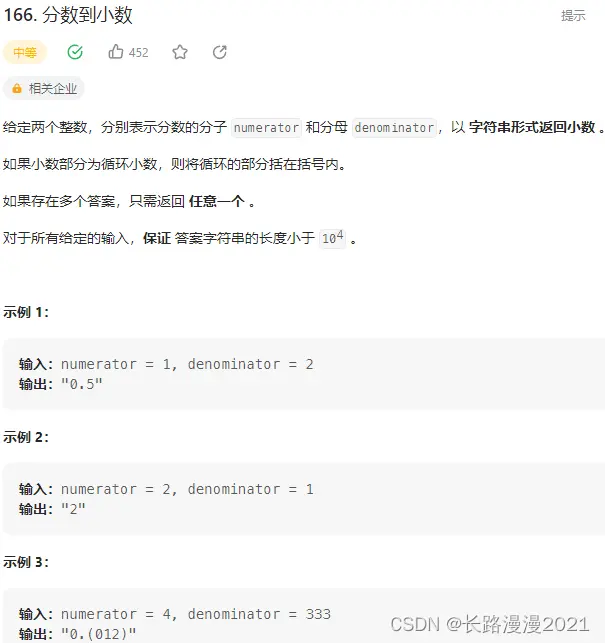 166. 分数到小数
提示
中等 452
相关企业
给定两个整数，分别表示分数的分子 numerator 和分母 denominator，以 字符串形式返回小数 。
如果小数部分为循环小数，则将循环的部分括在括号内。
如果存在多个答案，只需返回 任意一个 。
对于所有给定的输入，保证 答案字符串的长度小于 10⁴ 。
示例 1：
输入：numerator = 1, denominator = 2
输出："0.5"
示例 2：
输入：numerator = 2, denominator = 1
输出："2"
示例 3：
输入：numerator = 4, denominator = 333
输出："0.(012)"
CSDN @长路漫漫2021